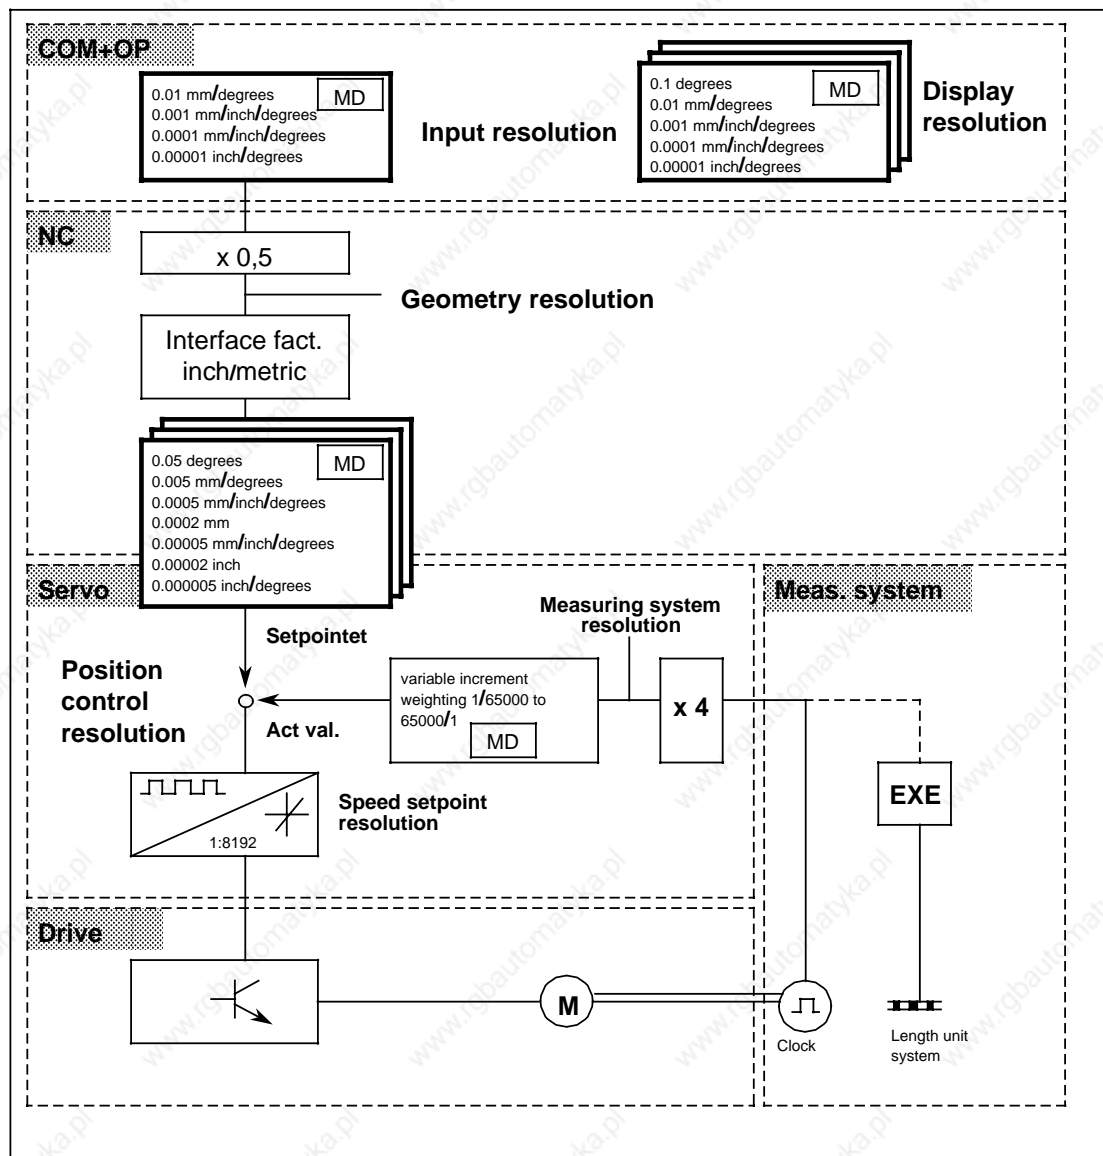 COM+OP
0.01 mm/degrees
0.001 mm/inch/degrees
0.0001 mm/inch/degrees
0.00001 inch/degrees
MD
Input resolution
0.1 degrees
0.01 mm/degrees
0.001 mm/inch/degrees
0.0001 mm/inch/degrees
0.00001 inch/degrees
MD
Display
resolution
NC
x 0,5
Geometry resolution
Interface fact.
inch/metric
0.05 degrees
0.005 mm/degrees
0.0005 mm/inch/degrees
0.0002 mm
0.00005 mm/inch/degrees
0.00002 inch
0.000005 inch/degrees
MD
Servo
Setpointet
Position
control
resolution
Act val.
Measuring system
resolution
variable increment
weighting 1/65000 to
65000/1
MD
x 4
Speed setpoint
resolution
1:8192
Meas. system
EXE
Drive
M
Clock
Length unit
system
www.rgbautomatyka.pl